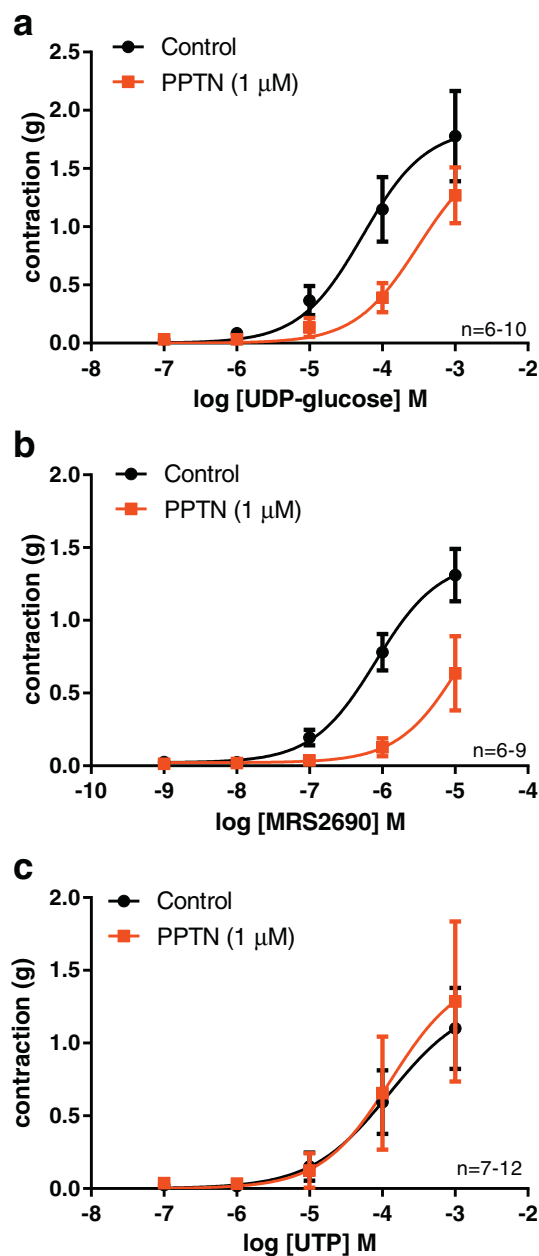 a
Control
PPTN (1 μM)
contraction (g)
2.5
2.0
1.5
1.0
0.5
0.0
n=6-10
-8 -7 -6 -5 -4 -3 -2
log [UDP-glucose] M
b
Control
PPTN (1 μM)
contraction (g)
2.0
1.5
1.0
0.5
0.0
n=6-9
-10 -9 -8 -7 -6 -5 -4
log [MRS2690] M
c
Control
PPTN (1 μM)
contraction (g)
2.0
1.5
1.0
0.5
0.0
n=7-12
-8 -7 -6 -5 -4 -3 -2
log [UTP] M